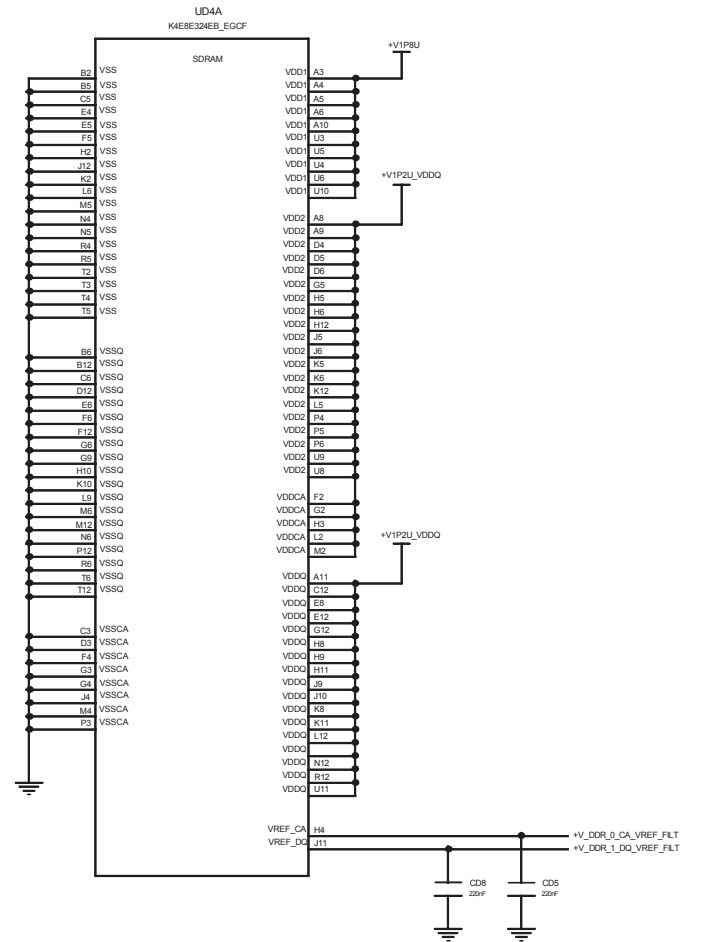 UD4A
K4E8E324EB_EGCF
SDRAM
+V1P8U
B2 VSS VDD1 A3
B5 VSS VDD1 A4
C5 VSS VDD1 A5
E4 VSS VDD1 A6
E5 VSS VDD1 A10
F5 VSS VDD1 U3
H2 VSS VDD1 U5
J12 VSS VDD1 U4
K2 VSS VDD1 U6
L6 VSS VDD1 U10
+V1P2U_VDDQ
M5 VSS
N4 VSS VDD2 A8
N5 VSS VDD2 A9
R4 VSS VDD2 D4
R5 VSS VDD2 D5
T2 VSS VDD2 D6
T3 VSS VDD2 G5
T4 VSS VDD2 H5
T5 VSS VDD2 H6
VDD2 H12
VDD2 J5
B6 VSSQ VDD2 J6
B12 VSSQ VDD2 K5
C6 VSSQ VDD2 K6
D12 VSSQ VDD2 K12
E6 VSSQ VDD2 L5
F6 VSSQ VDD2 P4
F12 VSSQ VDD2 P5
G6 VSSQ VDD2 P6
G9 VSSQ VDD2 U9
H10 VSSQ VDD2 U8
K10 VSSQ
L9 VSSQ VDDCA F2
M6 VSSQ VDDCA G2
M12 VSSQ VDDCA H3
N6 VSSQ VDDCA L2
P12 VSSQ VDDCA M2
+V1P2U_VDDQ
R6 VSSQ
T6 VSSQ VDDQ A11
T12 VSSQ VDDQ C12
VDDQ E8
VDDQ E12
C3 VSSCA VDDQ G12
D3 VSSCA VDDQ H8
F4 VSSCA VDDQ H9
G3 VSSCA VDDQ H11
G4 VSSCA VDDQ J9
J4 VSSCA VDDQ J10
M4 VSSCA VDDQ K8
P3 VSSCA VDDQ K11
VDDQ L12
VDDQ
VDDQ N12
VDDQ R12
VDDQ U11
VREF_CA H4 +V_DDR_0_CA_VREF_FILT
VREF_DQ J11 +V_DDR_1_DQ_VREF_FILT
CD8 CD5
220nF 220nF